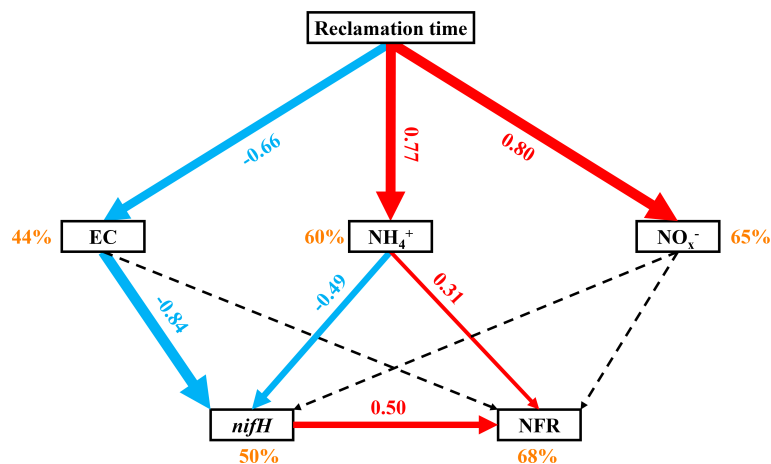 Reclamation time
-0.66
0.77
0.80
44%
EC
60%
NH₄⁺
NOₓ⁻
65%
-0.84
-0.49
0.31
nifH
0.50
NFR
50%
68%